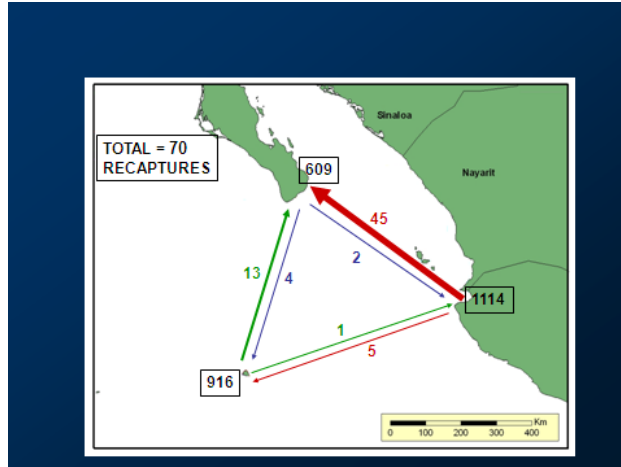 Sinaloa
TOTAL = 70
RECAPTURES
609
Nayarit
45
2
13
4
1114
1
5
916
Km
0 100 200 300 400